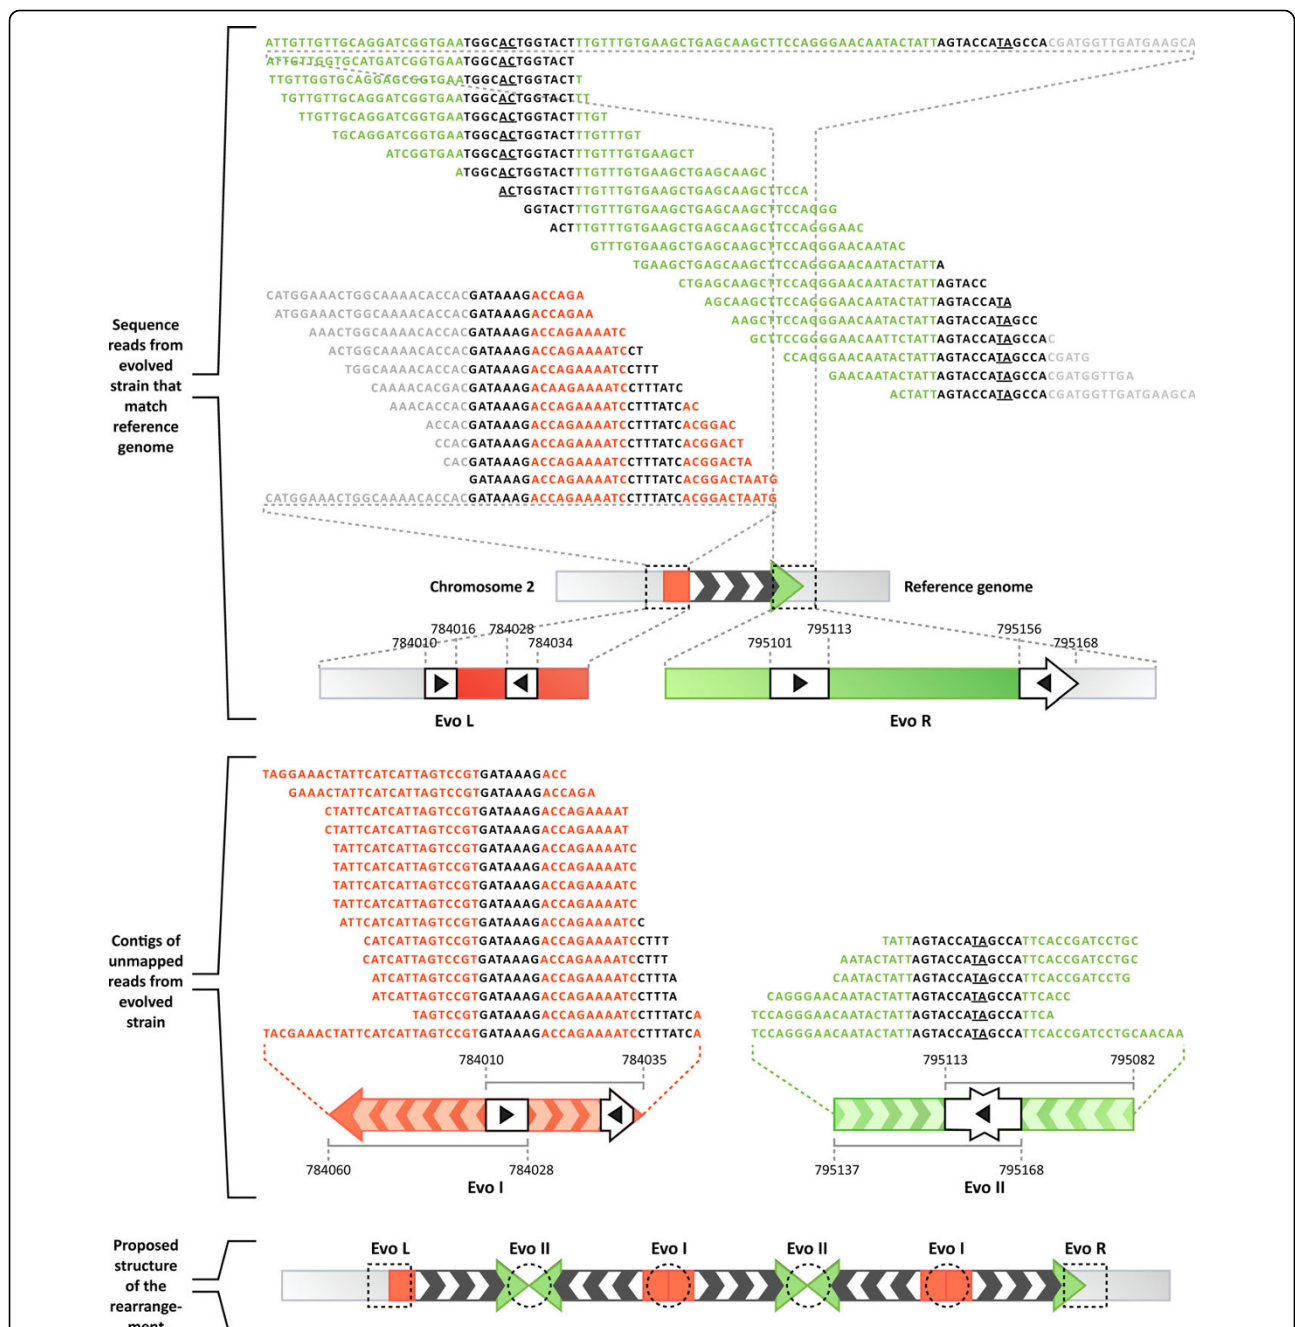 ATTGTTGTTGCAGGATCGGTGAATGGCACTGGTACTTTGTTTGTGAAGCTGAGCAAGCTTCCAGGGAACAATACTATTAGTACCATAGCCACGATGGTTGATGAAGCA
ATTGTTGGTGCATGATCGGTGAATGGCACTGGTACT
TTGTTGGTGCAGGAGCGGTGAATGGCACTGGTACTT
TGTTGTTGCAGGATCGGTGAATGGCACTGGTACTTT
TTGTTGCAGGATCGGTGAATGGCACTGGTACTTTGT
TGCAGGATCGGTGAATGGCACTGGTACTTTGTTTGT
ATCGGTGAATGGCACTGGTACTTTGTTTGTGAAGCT
ATGGCACTGGTACTTTGTTTGTGAAGCTGAGCAAGC
ACTGGTACTTTGTTTGTGAAGCTGAGCAAGCTTCCA
GGTACTTTGTTTGTGAAGCTGAGCAAGCTTCCAGGG
ACTTTGTTTGTGAAGCTGAGCAAGCTTCCAGGGAAC
GTTTGTGAAGCTGAGCAAGCTTCCAGGGAACAATAC
TGAAGCTGAGCAAGCTTCCAGGGAACAATACTATTA
CTGAGCAAGCTTCCAGGGAACAATACTATTAGTACC
AGCAAGCTTCCAGGGAACAATACTATTAGTACCATA
AAGCTTCCAGGGAACAATACTATTAGTACCATAGCC
GCTTCCGGGGAACAATTCTATTAGTACCATAGCCAC
CCAGGGAACAATACTATTAGTACCATAGCCACGATG
GAACAATACTATTAGTACCATAGCCACGATGGTTGA
ACTATTAGTACCATAGCCACGATGGTTGATGAAGCA
CATGGAAACTGGCAAAACACCACGATAAAGACCAGA
ATGGAAACTGGCAAAACACCACGATAAAGACCAGAA
AAACTGGCAAAACACCACGATAAAGACCAGAAAATC
ACTGGCAAAACACCACGATAAAGACCAGAAAATCCT
TGGCAAAACACCACGATAAAGACCAGAAAATCCTTT
CAAAACACGACGATAAAGACAAGAAAATCCTTTATC
AAACACCACGATAAAGACCAGAAAATCCTTTATCAC
ACCACGATAAAGACCAGAAAATCCTTTATCACGGAC
CCACGATAAAGACCAGAAAATCCTTTATCACGGACT
CACGATAAAGACCAGAAAATCCTTTATCACGGACTA
GATAAAGACCAGAAAATCCTTTATCACGGACTAATG
CATGGAAACTGGCAAAACACCACGATAAAGACCAGAAAATCCTTTATCACGGACTAATG
Sequence
reads from
evolved
strain that
match
reference
genome
Chromosome 2
Reference genome
784010
784016
784028
784034
795101
795113
795156
795168
Evo L
Evo R
TAGGAAACTATTCATCATTAGTCCGTGATAAAGACC
GAAACTATTCATCATTAGTCCGTGATAAAGACCAGA
CTATTCATCATTAGTCCGTGATAAAGACCAGAAAAT
CTATTCATCATTAGTCCGTGATAAAGACCAGAAAAT
TATTCATCATTAGTCCGTGATAAAGACCAGAAAATC
TATTCATCATTAGTCCGTGATAAAGACCAGAAAATC
TATTCATCATTAGTCCGTGATAAAGACCAGAAAATC
TATTCATCATTAGTCCGTGATAAAGACCAGAAAATC
ATTCATCATTAGTCCGTGATAAAGACCAGAAAATCC
CATCATTAGTCCGTGATAAAGACCAGAAAATCCTTT
CATCATTAGTCCGTGATAAAGACCAGAAAATCCTTT
ATCATTAGTCCGTGATAAAGACCAGAAAATCCTTTA
ATCATTAGTCCGTGATAAAGACCAGAAAATCCTTTA
TAGTCCGTGATAAAGACCAGAAAATCCTTTATCA
TACGAAACTATTCATCATTAGTCCGTGATAAAGACCAGAAAATCCTTTATCA
TATTAGTACCATAGCCATTCACCGATCCTGC
AATACTATTAGTACCATAGCCATTCACCGATCCTGC
CAATACTATTAGTACCATAGCCATTCACCGATCCTG
CAGGGAACAATACTATTAGTACCATAGCCATTCACC
TCCAGGGAACAATACTATTAGTACCATAGCCATTCA
TCCAGGGAACAATACTATTAGTACCATAGCCATTCACCGATCCTGCAACAA
Contigs of
unmapped
reads from
evolved
strain
784010
784035
795113
795082
784060
784028
795137
795168
Evo I
Evo II
Proposed
structure
of the
rearrange-
ment
Evo L
Evo II
Evo I
Evo II
Evo I
Evo R